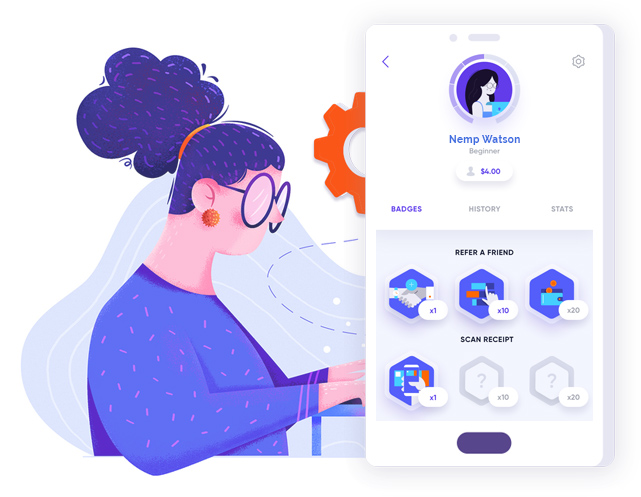 Nemp Watson
Beginner
$4.00
BADGES HISTORY STATS
REFER A FRIEND
x1 x10 x20
SCAN RECEIPT
? ?
x1 x10 x20